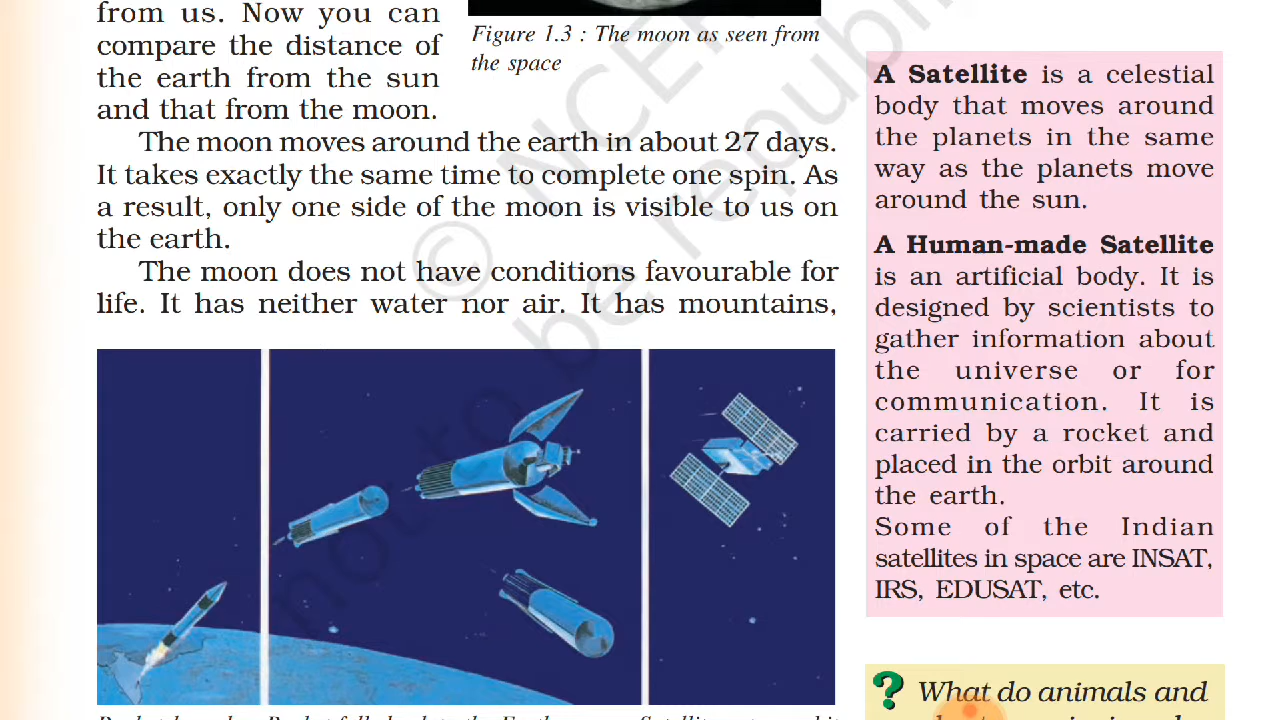 from us. Now you can
compare the distance of
the earth from the sun
and that from the moon.
Figure 1.3 : The moon as seen from
the space
The moon moves around the earth in about 27 days.
It takes exactly the same time to complete one spin. As
a result, only one side of the moon is visible to us on
the earth.
The moon does not have conditions favourable for
life. It has neither water nor air. It has mountains,
A Satellite is a celestial
body that moves around
the planets in the same
way as the planets move
around the sun.
A Human-made Satellite
is an artificial body. It is
designed by scientists to
gather information about
the universe or for
communication. It is
carried by a rocket and
placed in the orbit around
the earth.
Some of the Indian
satellites in space are INSAT,
IRS, EDUSAT, etc.
? What do animals and
© NCER
not to be republi